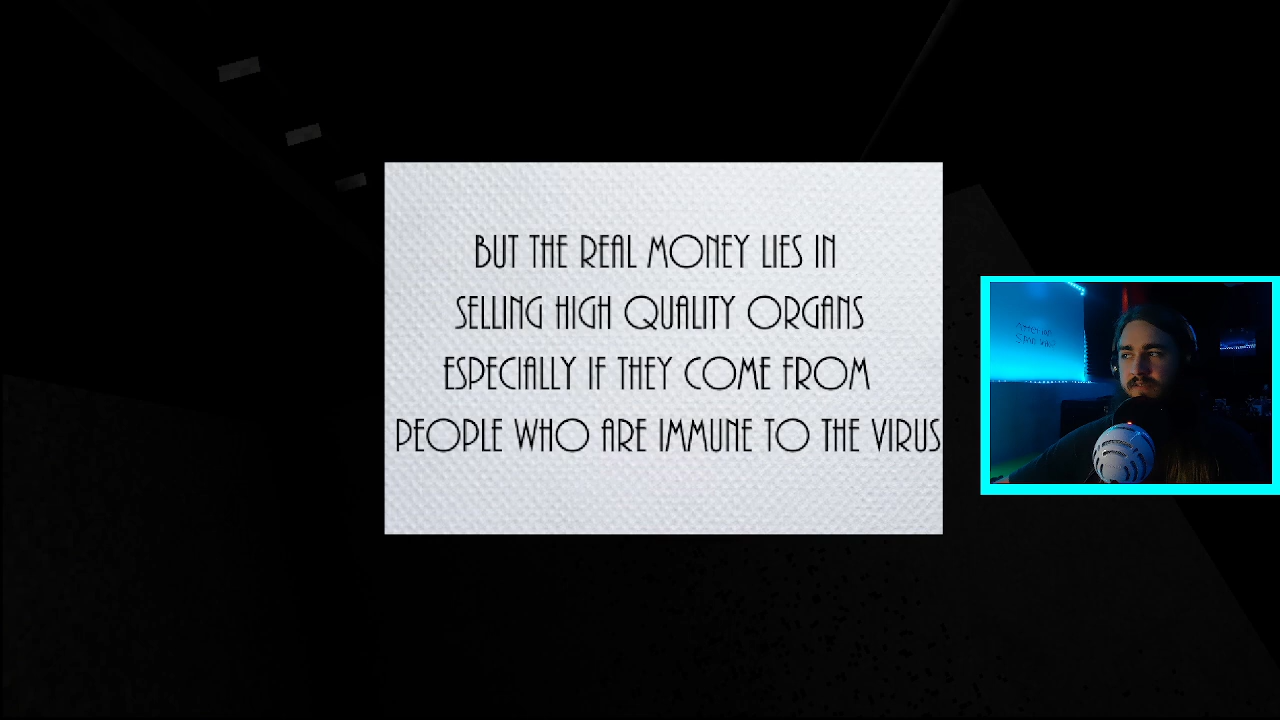 BUT THE REAL MONEY LIES IN
SELLING HIGH QUALITY ORGANS
ESPECIALLY IF THEY COME FROM
PEOPLE WHO ARE IMMUNE TO THE VIRUS